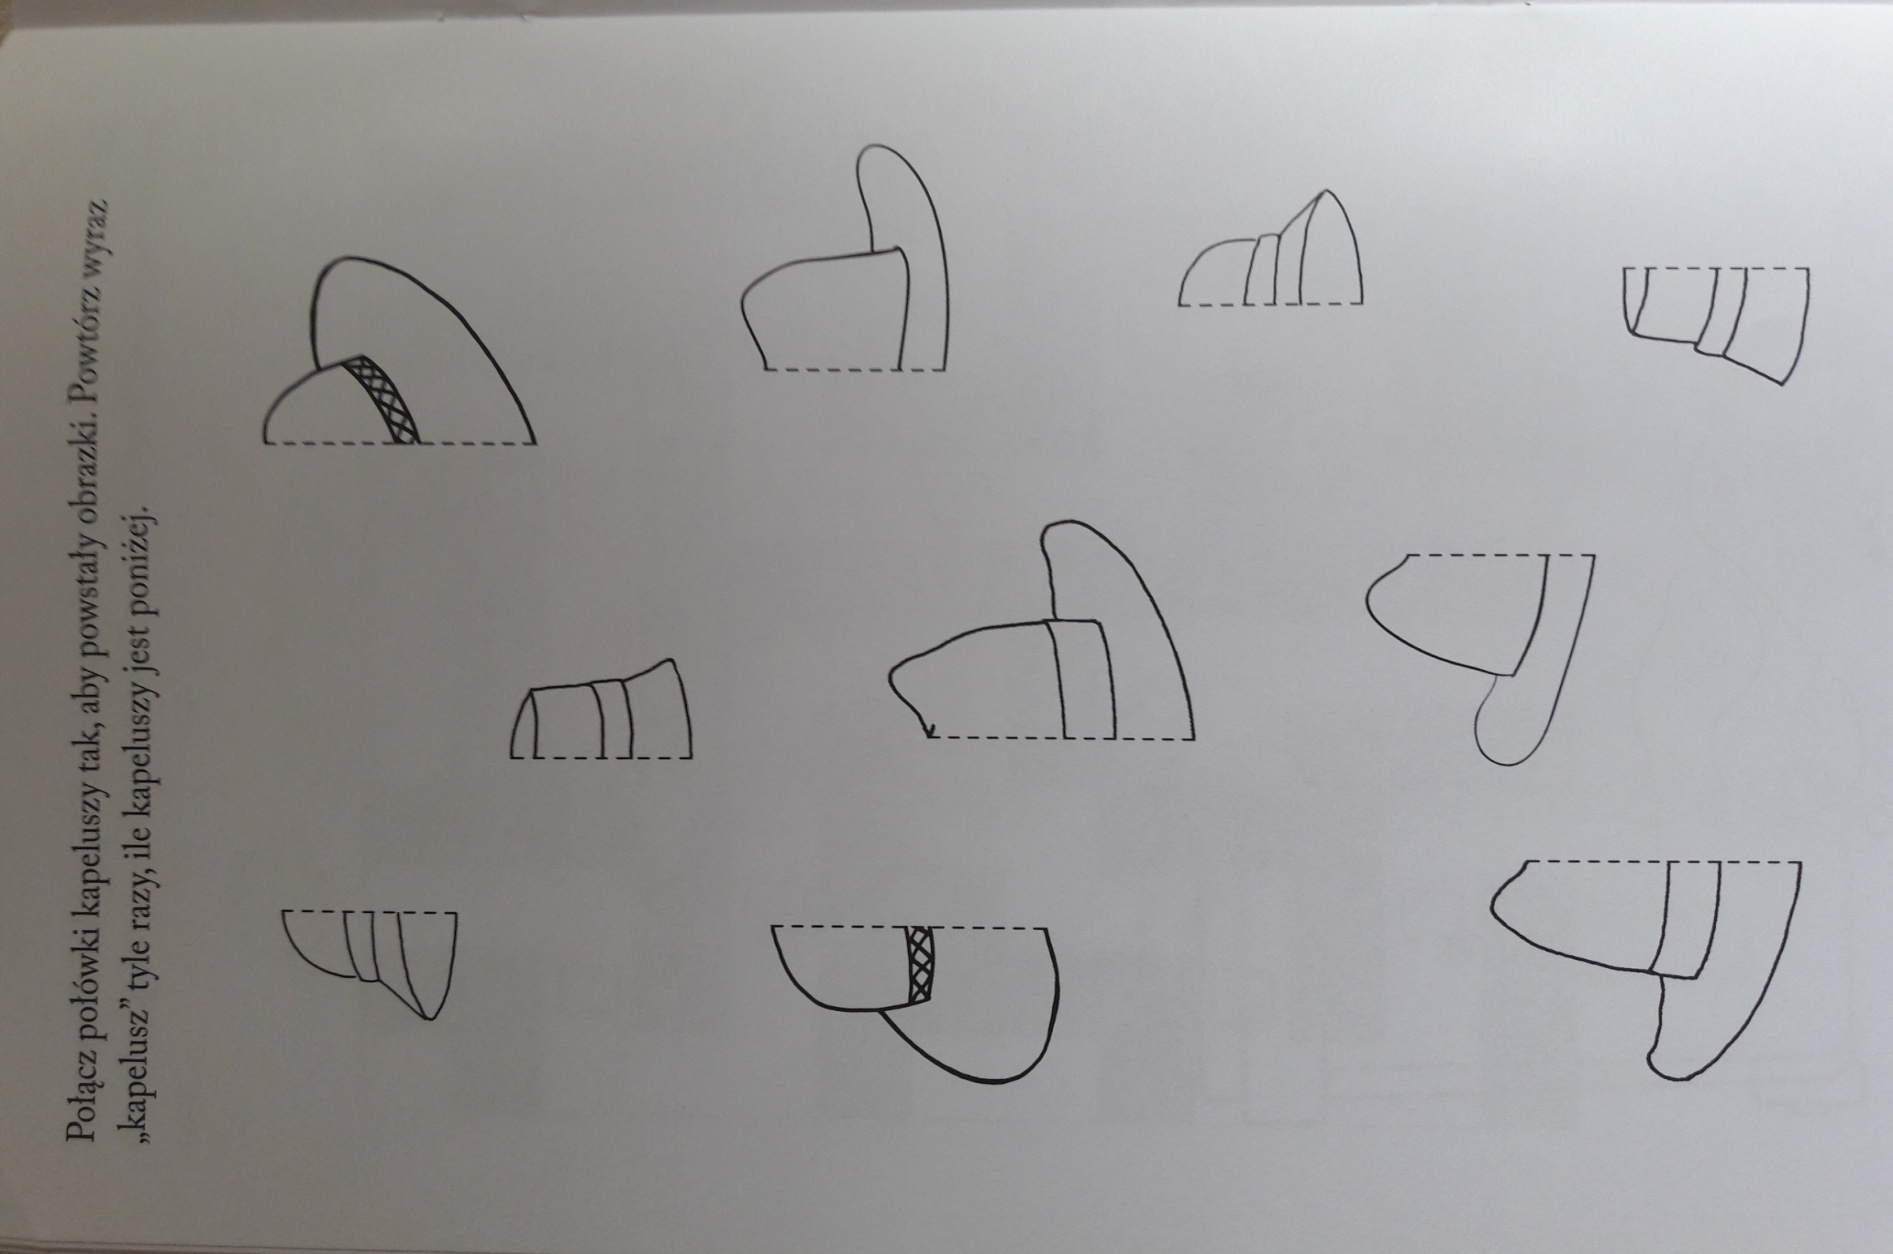 Połącz połówki kapeluszy tak, aby powstały obrazki. Powtórz wyraz
„kapelusz” tyle razy, ile kapeluszy jest poniżej.